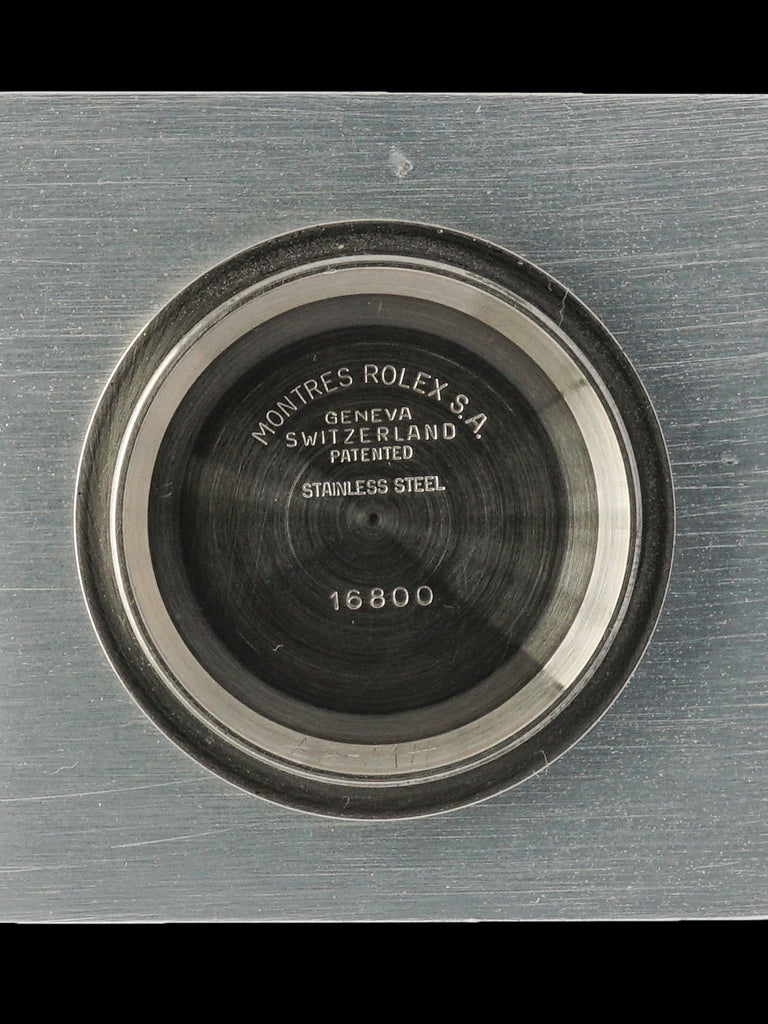 MONTRES ROLEX S.A.
GENEVA
SWITZERLAND
PATENTED
STAINLESS STEEL
16800